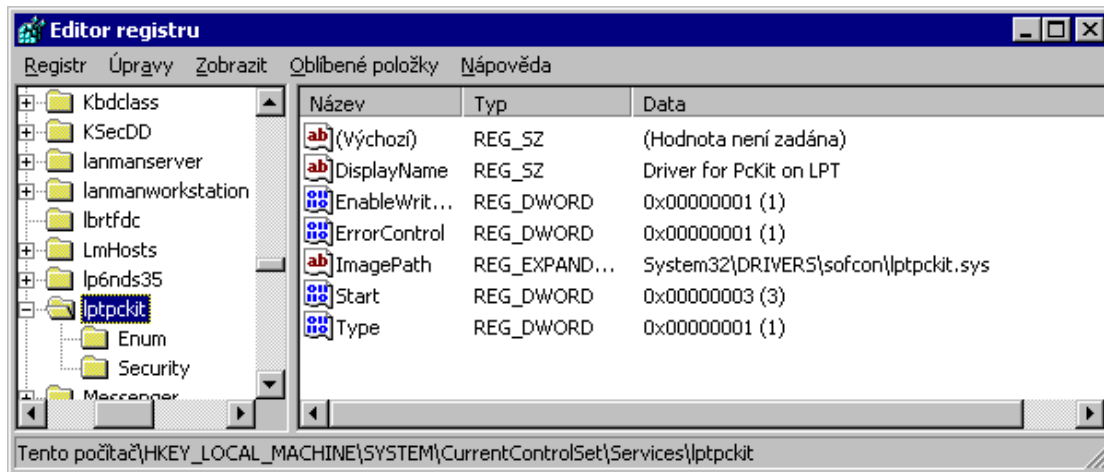 Editor registru
Registr Úpravy Zobrazit Oblíbené položky Nápověda
Kbdclass
KSecDD
lanmanserver
lanmanworkstation
lbrtfdc
LmHosts
lp6nds35
lptpckit
Enum
Security
Messenger
Název Typ Data
(Výchozí) REG_SZ (Hodnota není zadána)
DisplayName REG_SZ Driver for PcKit on LPT
EnableWrit... REG_DWORD 0x00000001 (1)
ErrorControl REG_DWORD 0x00000001 (1)
ImagePath REG_EXPAND... System32\DRIVERS\sofcon\lptpckit.sys
Start REG_DWORD 0x00000003 (3)
Type REG_DWORD 0x00000001 (1)
Tento počítač\HKEY_LOCAL_MACHINE\SYSTEM\CurrentControlSet\Services\lptpckit